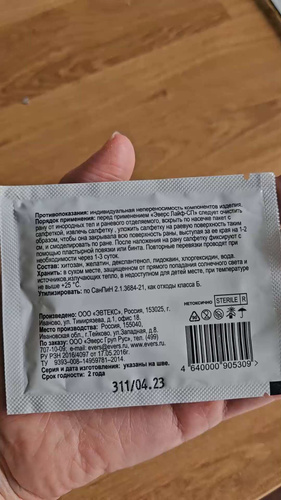 Противопоказания: индивидуальная непереносимость компонентов изделия.
Порядок применения: перед применением «Эверс Лайф-СП» следует очистить
рану от инородных тел и раневого отделяемого, вскрыть по насечке пакет с
салфеткой, извлечь салфетку , уложить салфетку на раневую поверхность таким
образом, чтобы она закрывала всю поверхность раны, выступая за ее края на 1-2
см, и смоделировать по ране. После наложения на рану салфетку фиксируют с
помощью пластырной повязки или бинта. Повторные перевязки проводят при
необходимости через 1-3 суток.
Состав: хитозан, желатин, декспантенол, лидокаин, хлоргексидин, вода.
Хранить: в сухом месте, защищённом от прямого попадания солнечного света и
источников излучающих тепло, в недоступном для детей месте, при температуре
не выше +25 °С.
Утилизировать: по СанПиН 2.1.3684-21, как отходы класса Б.
НЕТОКСИЧНО STERILE R
Произведено: ООО «ЭВТЕКС», Россия, 153025, г.
Иваново, ул. Тимирязева, д.1, офис 48.
Место производства: Россия, 155040,
Ивановская обл., г.Тейково, ул.Западная, д.8.
По заказу: ООО «Эверс Груп Рус», тел. (499)
707-10-09; e-mail: evers@evers.ru, www.evers.ru.
РУ РЗН 2016/4097 от 17.05.2016г.
ТУ 9393-008-14959781-2014.
Серия и дата изготовления: указаны на шве.
Срок годности: 2 года
4 640000 905309 >
311/04.23